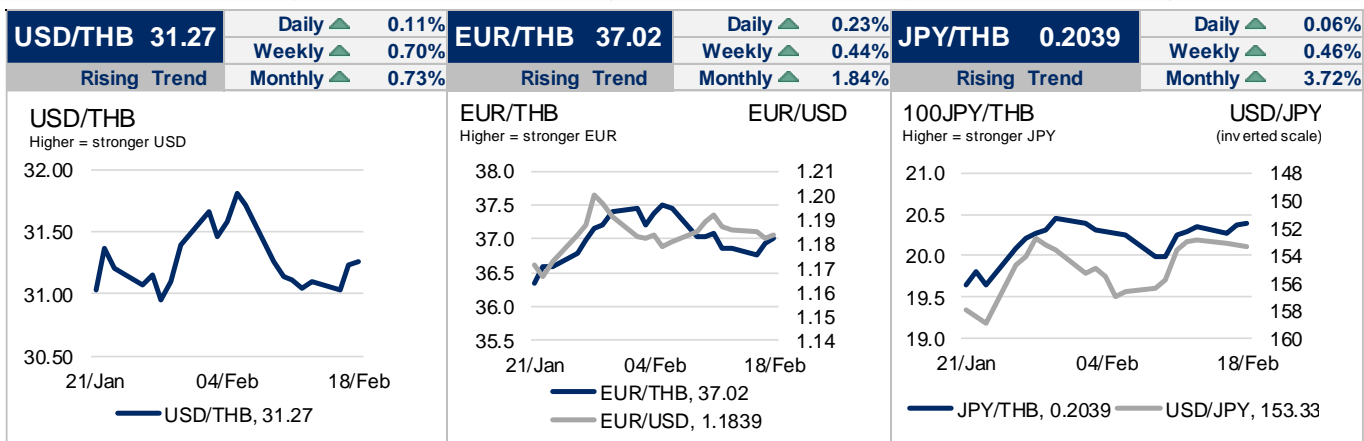 USD/THB 31.27
Daily 0.11%
Weekly 0.70%
Rising Trend
Monthly 0.73%
USD/THB
Higher = stronger USD
32.00
31.50
31.00
30.50
21/Jan 04/Feb 18/Feb
USD/THB, 31.27
EUR/THB 37.02
Daily 0.23%
Weekly 0.44%
Rising Trend
Monthly 1.84%
EUR/THB EUR/USD
Higher = stronger EUR
38.0
37.5
37.0
36.5
36.0
35.5
1.21
1.20
1.19
1.18
1.17
1.16
1.15
1.14
21/Jan 04/Feb 18/Feb
EUR/THB, 37.02
EUR/USD, 1.1839
JPY/THB 0.2039
Daily 0.06%
Weekly 0.46%
Rising Trend
Monthly 3.72%
100JPY/THB USD/JPY
Higher = stronger JPY (inverted scale)
21.0
20.5
20.0
19.5
19.0
148
150
152
154
156
158
160
21/Jan 04/Feb 18/Feb
JPY/THB, 0.2039 USD/JPY, 153.33